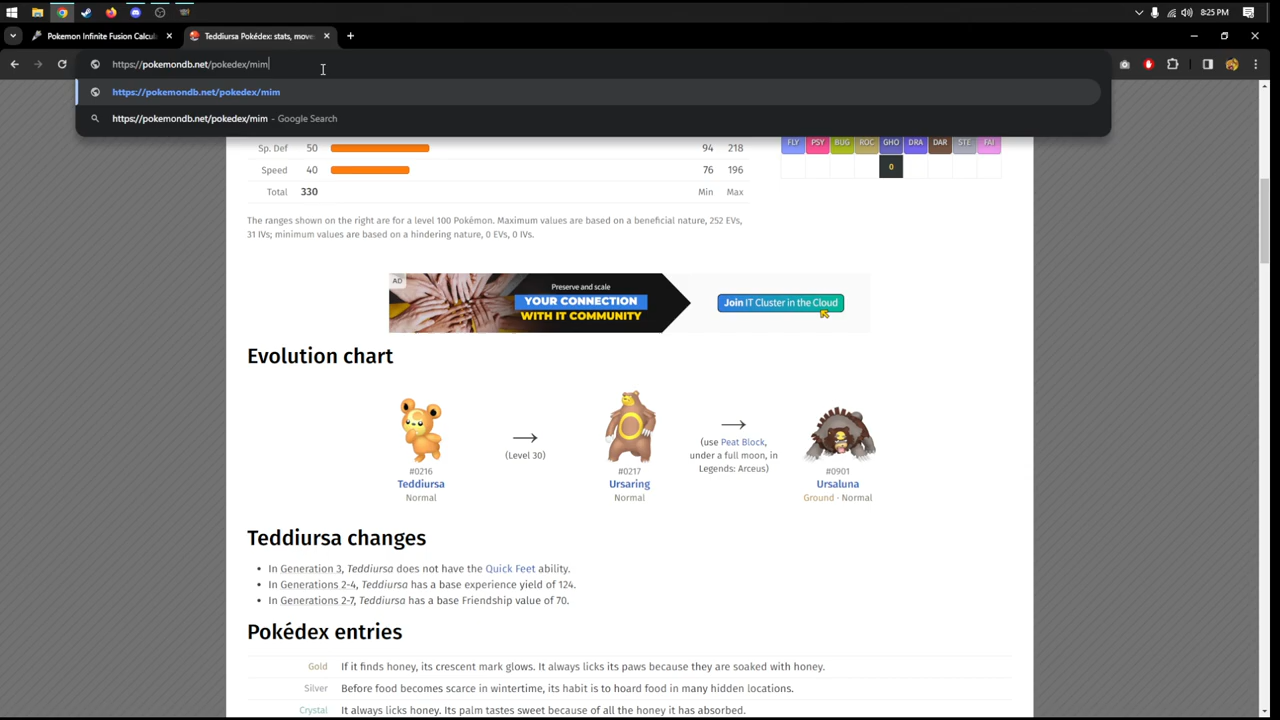 8:25 PM
Pokemon Infinite Fusion Calcul
Teddiursa Pokédex: stats, move
https://pokemondb.net/pokedex/mim
https://pokemondb.net/pokedex/mim
https://pokemondb.net/pokedex/mim - Google Search
Sp. Def 50 94 218
FLY PSY BUG ROC GHO DRA DAR STE FAI
Speed 40 76 196
0
Total 330 Min Max
The ranges shown on the right are for a level 100 Pokémon. Maximum values are based on a beneficial nature, 252 EVs,
31 IVs; minimum values are based on a hindering nature, 0 EVs, 0 IVs.
AD
Preserve and scale
YOUR CONNECTION
WITH IT COMMUNITY
Join IT Cluster in the Cloud
Evolution chart
(Level 30)
(use Peat Block,
under a full moon, in
Legends: Arceus)
#0216 #0217 #0901
Teddiursa Ursaring Ursaluna
Normal Normal Ground · Normal
Teddiursa changes
• In Generation 3, Teddiursa does not have the Quick Feet ability.
• In Generations 2-4, Teddiursa has a base experience yield of 124.
• In Generations 2-7, Teddiursa has a base Friendship value of 70.
Pokédex entries
Gold If it finds honey, its crescent mark glows. It always licks its paws because they are soaked with honey.
Silver Before food becomes scarce in wintertime, its habit is to hoard food in many hidden locations.
Crystal It always licks honey. Its palm tastes sweet because of all the honey it has absorbed.